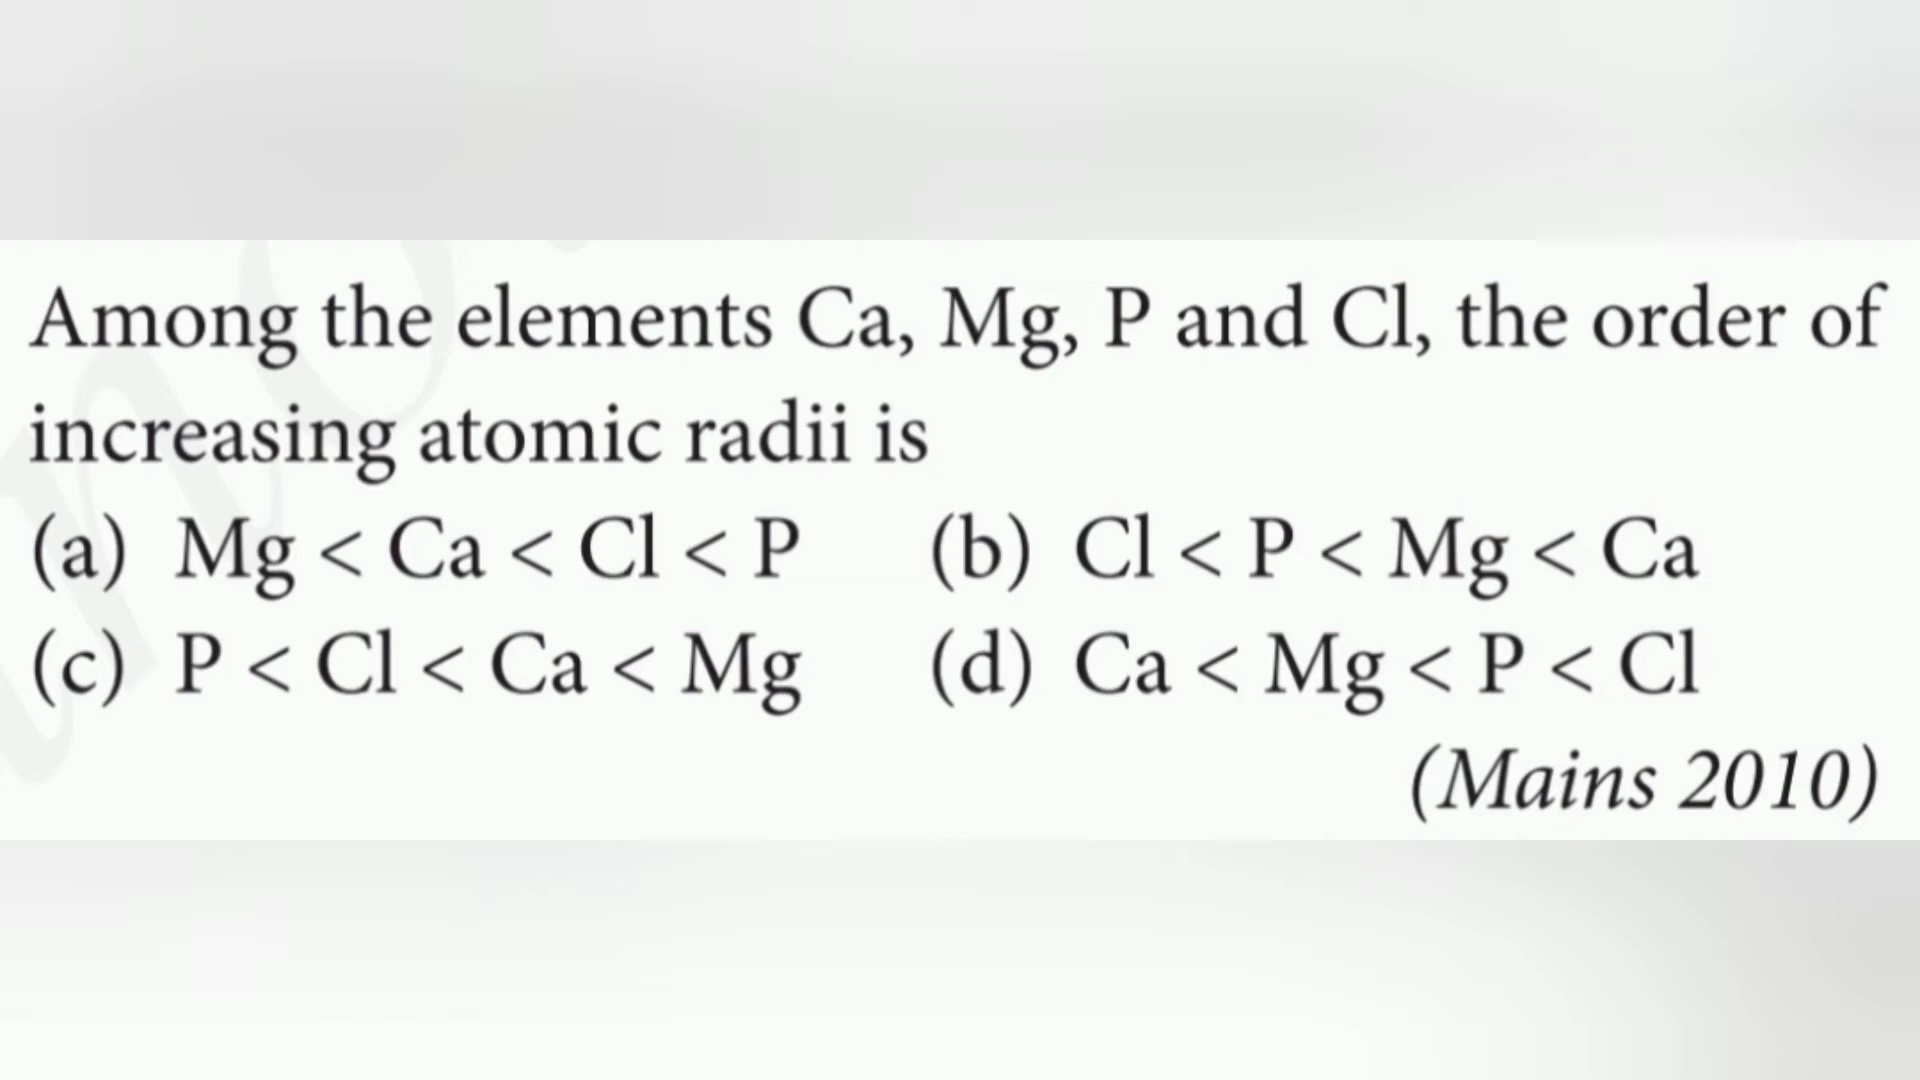 Among the elements Ca, Mg, P and Cl, the order of
increasing atomic radii is
(a) Mg < Ca < Cl < P (b) Cl < P < Mg < Ca
(c) P < Cl < Ca < Mg (d) Ca < Mg < P < Cl
(Mains 2010)